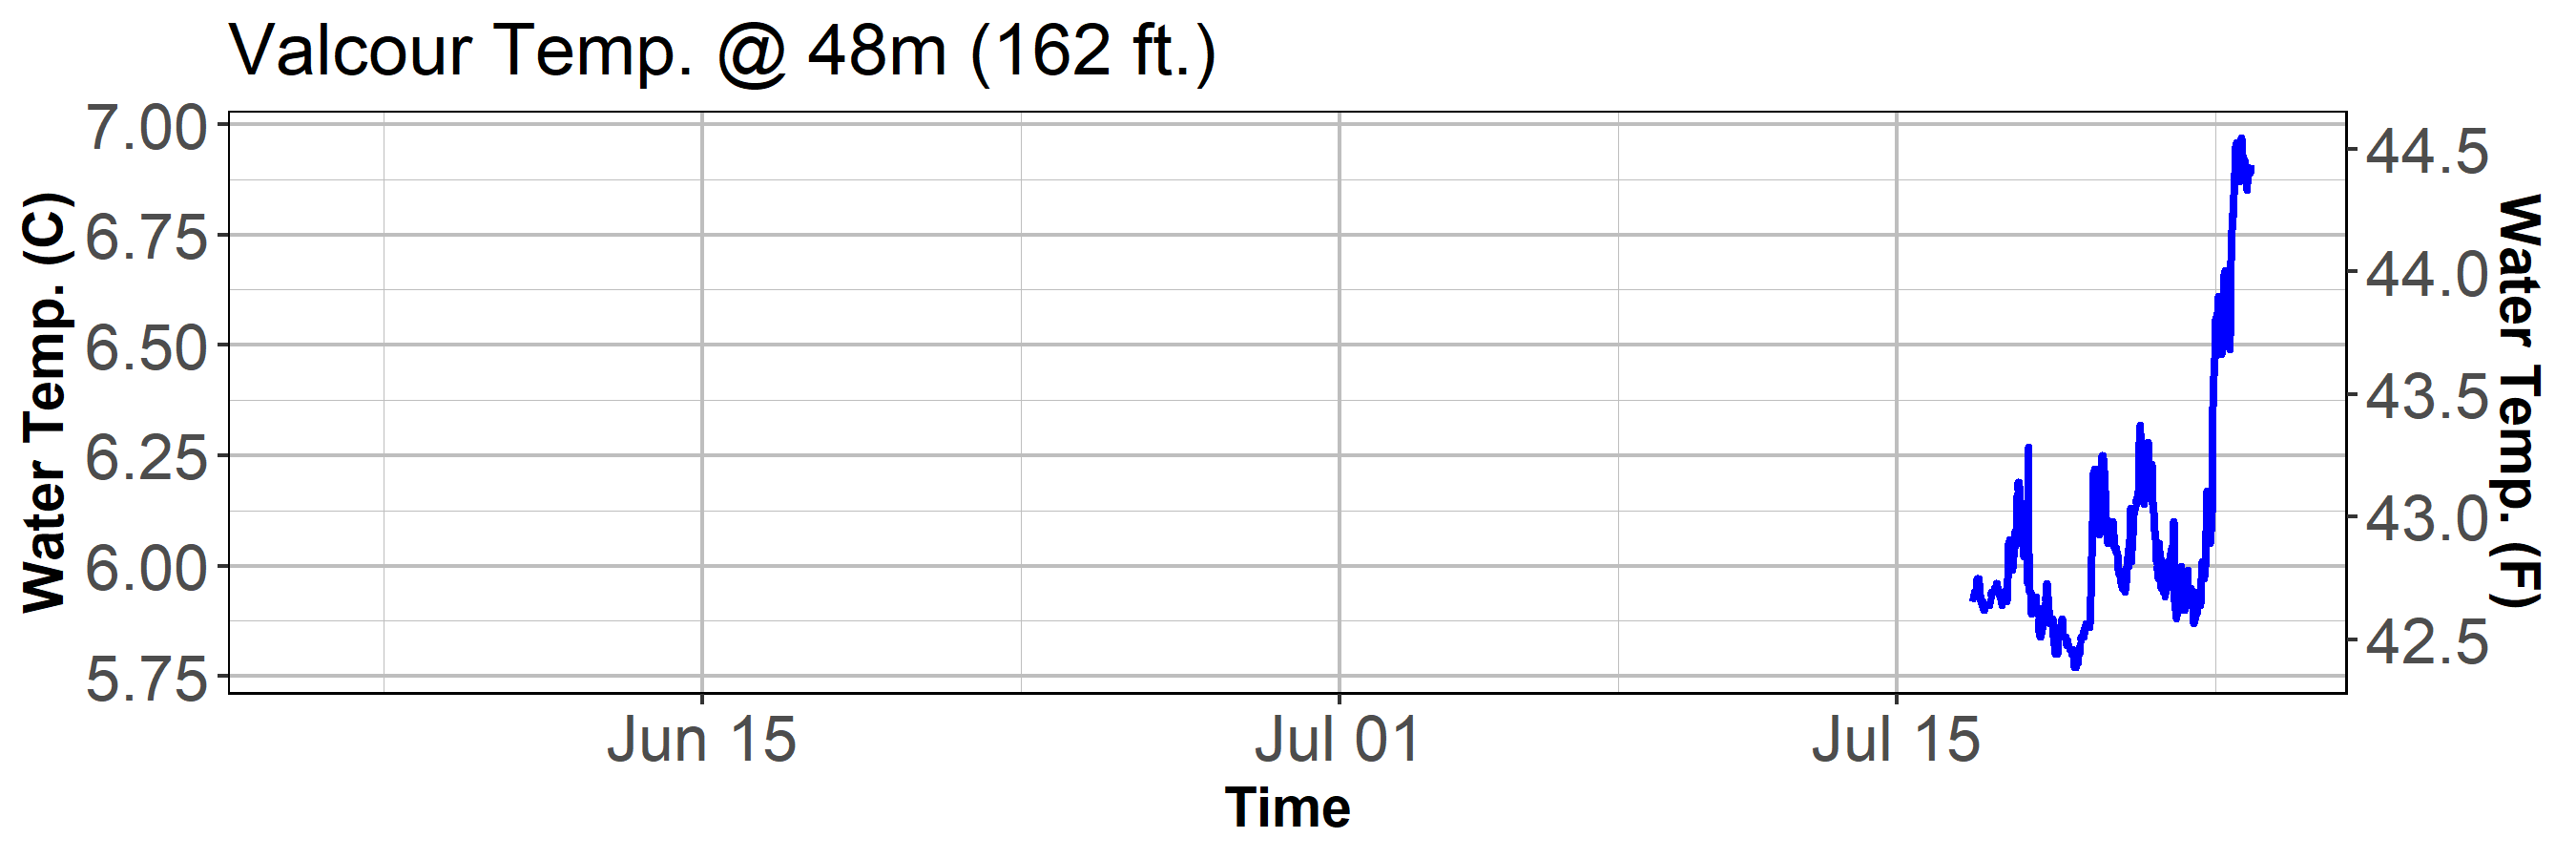 Valcour Temp. @ 48m (162 ft.)
Water Temp. (C)
7.00
6.75
6.50
6.25
6.00
5.75
44.5
44.0
43.5
43.0
42.5
Water Temp. (F)
Jun 15 Jul 01 Jul 15
Time